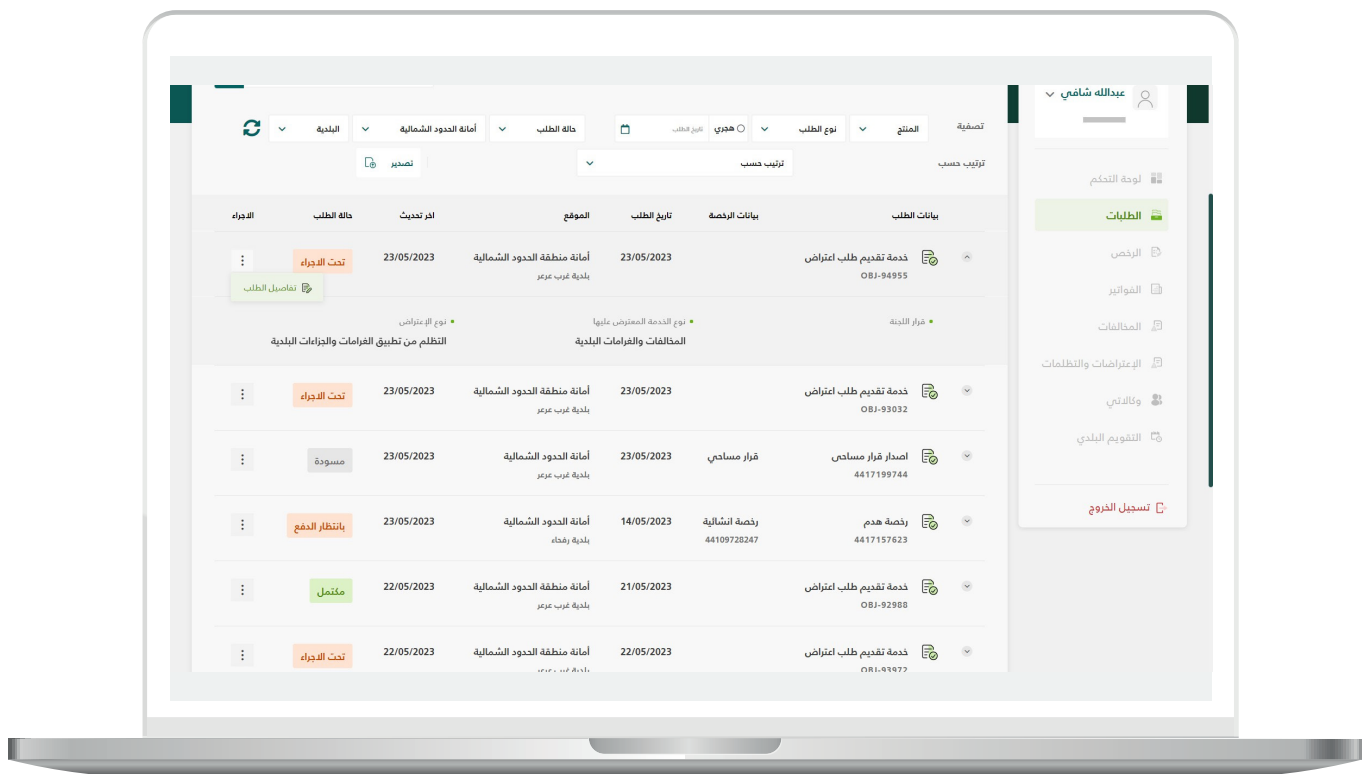 عبدالله شافي
لوحة التحكم
الطلبات
الرخص
الفواتير
المخالفات
الإعتراضات والتظلمات
وكالاتي
التقويم البلدي
تسجيل الخروج
تصفية المنتج نوع الطلب هجري تاريخ الطلب حالة الطلب أمانة الحدود الشمالية البلدية
ترتيب حسب ترتيب حسب تصدير
بيانات الطلب بيانات الرخصة تاريخ الطلب الموقع اخر تحديث حالة الطلب الاجراء
خدمة تقديم طلب اعتراض 23/05/2023 أمانة منطقة الحدود الشمالية 23/05/2023 تحت الاجراء
OBJ-94955 بلدية غرب عرعر
تفاصيل الطلب
قرار اللجنة نوع الخدمة المعترض عليها نوع الإعتراض
المخالفات والغرامات البلدية التظلم من تطبيق الغرامات والجزاءات البلدية
خدمة تقديم طلب اعتراض 23/05/2023 أمانة منطقة الحدود الشمالية 23/05/2023 تحت الاجراء
OBJ-93032 بلدية غرب عرعر
اصدار قرار مساحى قرار مساحي 23/05/2023 أمانة الحدود الشمالية 23/05/2023 مسودة
4417199744 بلدية غرب عرعر
رخصة هدم رخصة انشائية 14/05/2023 أمانة الحدود الشمالية 23/05/2023 بانتظار الدفع
4417157623 44109728247 بلدية رفحاء
خدمة تقديم طلب اعتراض 21/05/2023 أمانة منطقة الحدود الشمالية 22/05/2023 مكتمل
OBJ-92988 بلدية غرب عرعر
خدمة تقديم طلب اعتراض 22/05/2023 أمانة منطقة الحدود الشمالية 22/05/2023 تحت الاجراء
OBJ-93972 بلدية غرب عرعر